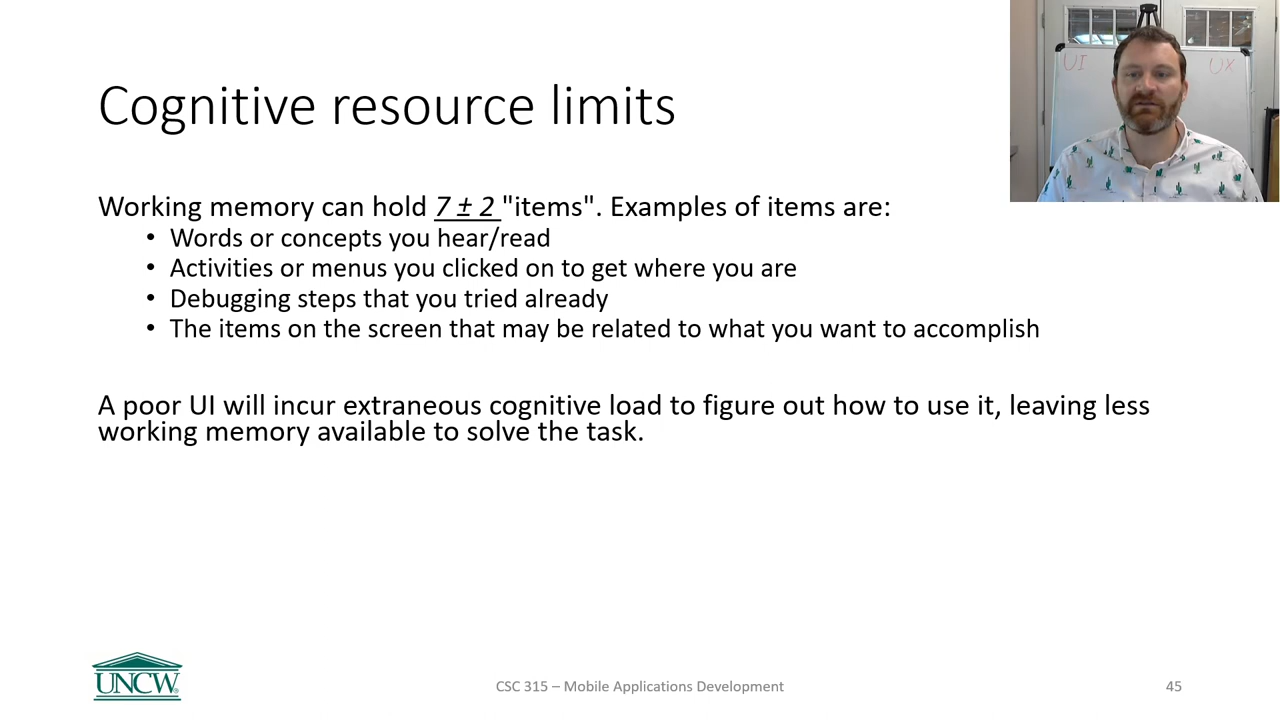 UI UX
Cognitive resource limits
Working memory can hold 7 ± 2 "items". Examples of items are:
• Words or concepts you hear/read
• Activities or menus you clicked on to get where you are
• Debugging steps that you tried already
• The items on the screen that may be related to what you want to accomplish
A poor UI will incur extraneous cognitive load to figure out how to use it, leaving less
working memory available to solve the task.
UNCW
CSC 315 – Mobile Applications Development
45